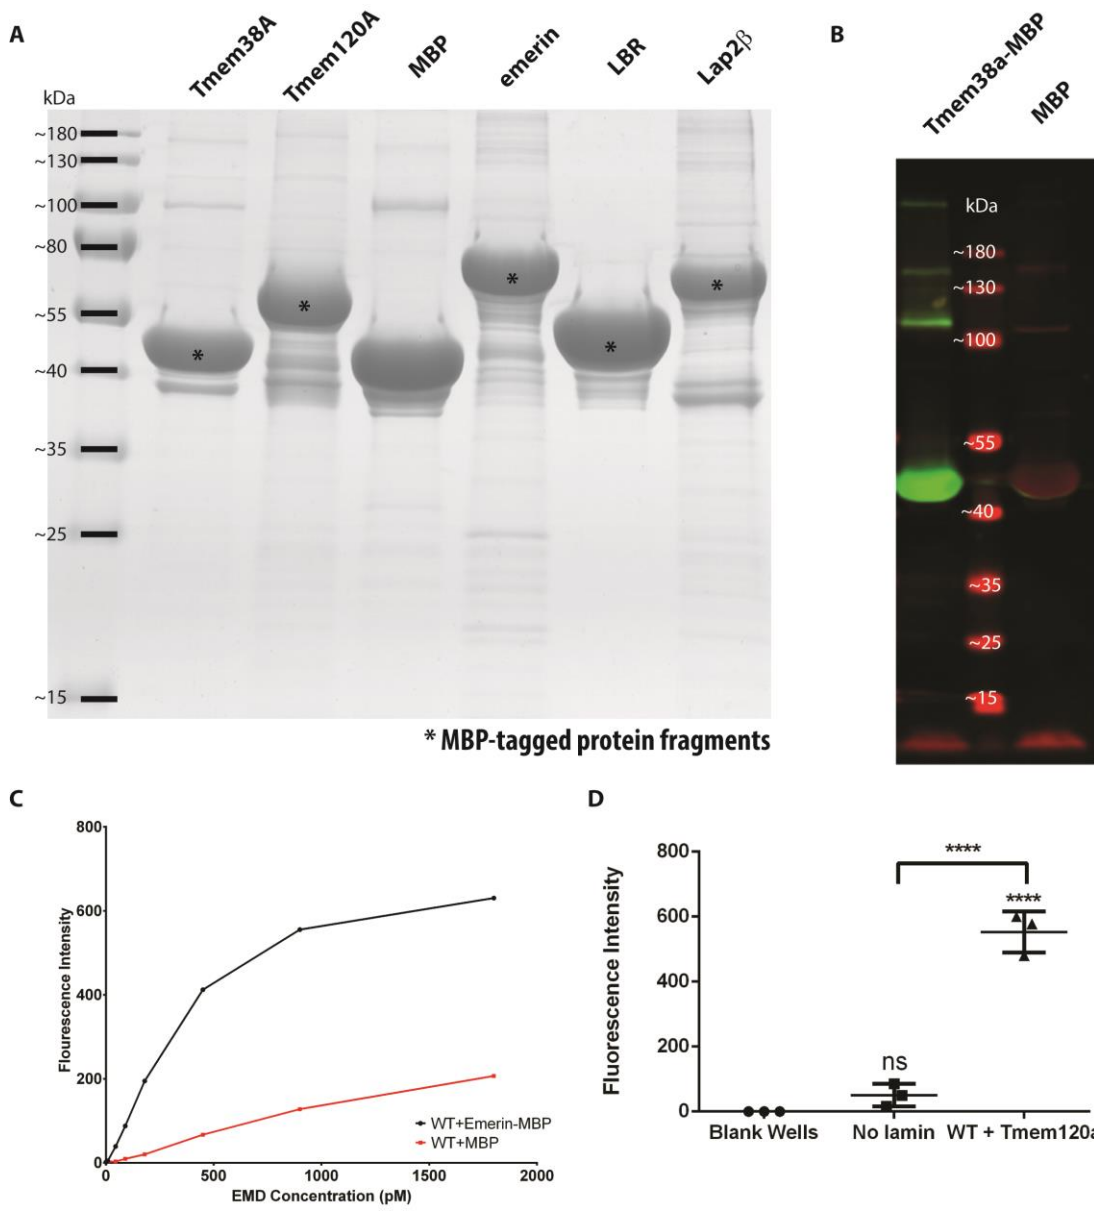 A
Tmem38A
Tmem120A
MBP
emerin
LBR
Lap2β
kDa
~180
~130
~100
~80
~55
~40
~35
~25
~15
*
*
*
*
*
* MBP-tagged protein fragments
B
Tmem38a-MBP
MBP
kDa
~180
~130
~100
~55
~40
~35
~25
~15
C
Flourescence Intensity
800
600
400
200
0
0
500
1000
1500
2000
EMD Concentration (pM)
WT+Emerin-MBP
WT+MBP
D
Fluorescence Intensity
800
600
400
200
0
****
****
ns
Blank Wells
No lamin
WT + Tmem120a